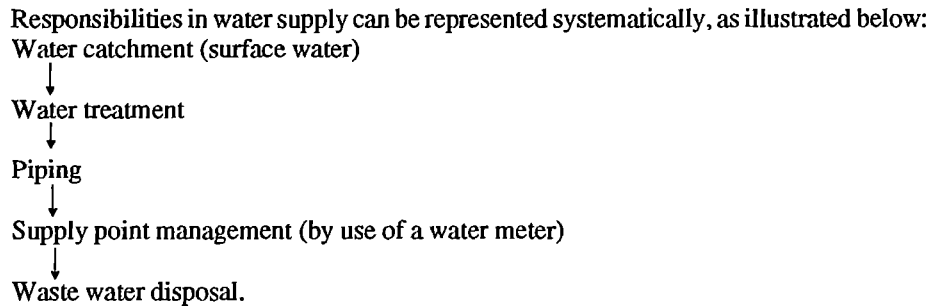 Responsibilities in water supply can be represented systematically, as illustrated below:
Water catchment (surface water)
Water treatment
Piping
Supply point management (by use of a water meter)
Waste water disposal.